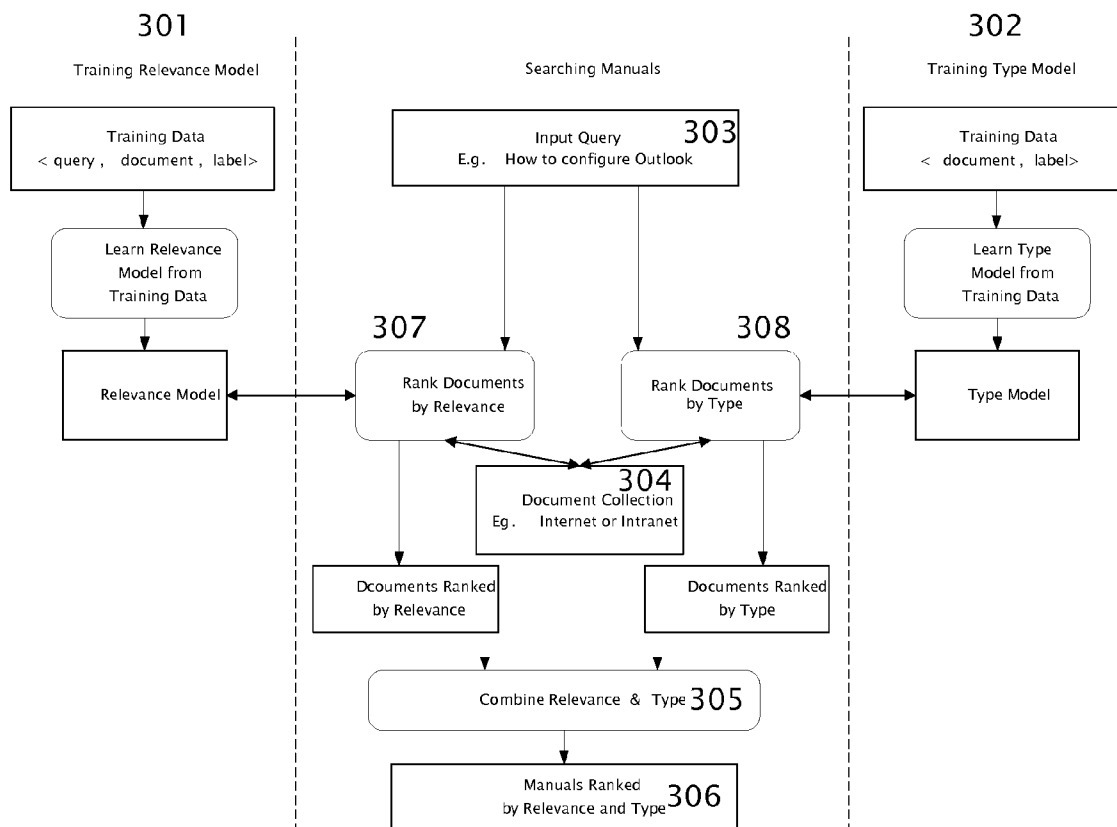 301
Training Relevance Model
Training Data
< query , document , label>
Learn Relevance
Model from
Training Data
Relevance Model
Searching Manuals
303
Input Query
E.g. How to configure Outlook
307
Rank Documents
by Relevance
308
Rank Documents
by Type
304
Document Collection
Eg. Internet or Intranet
Dcouments Ranked
by Relevance
Documents Ranked
by Type
Combine Relevance & Type 305
Manuals Ranked
by Relevance and Type 306
302
Training Type Model
Training Data
< document , label>
Learn Type
Model from
Training Data
Type Model